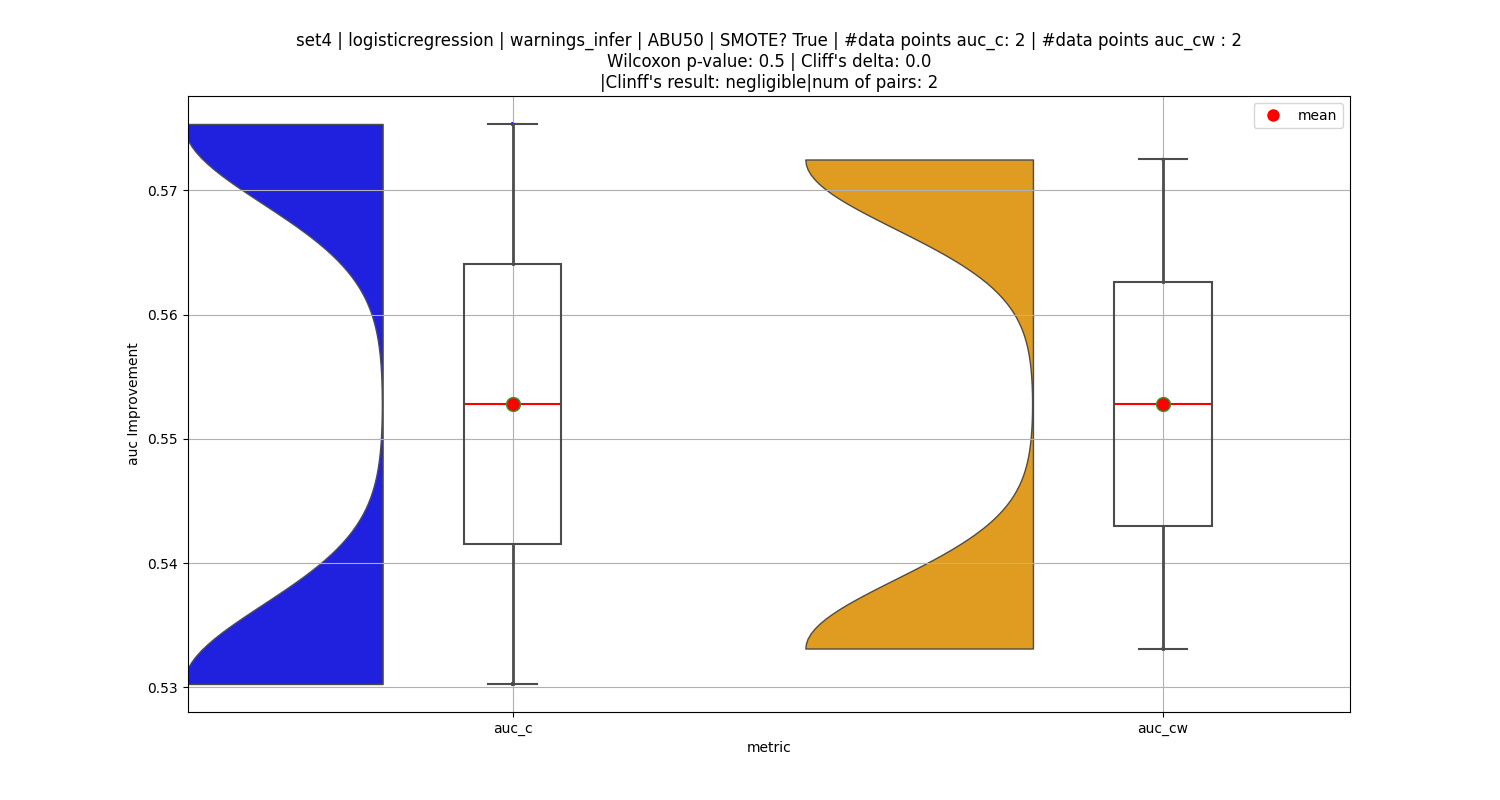 set4 | logisticregression | warnings_infer | ABU50 | SMOTE? True | #data points auc_c: 2 | #data points auc_cw : 2
Wilcoxon p-value: 0.5 | Cliff's delta: 0.0
|Clinff's result: negligible|num of pairs: 2
mean
0.57
0.56
0.55
0.54
0.53
auc Improvement
auc_c
auc_cw
metric